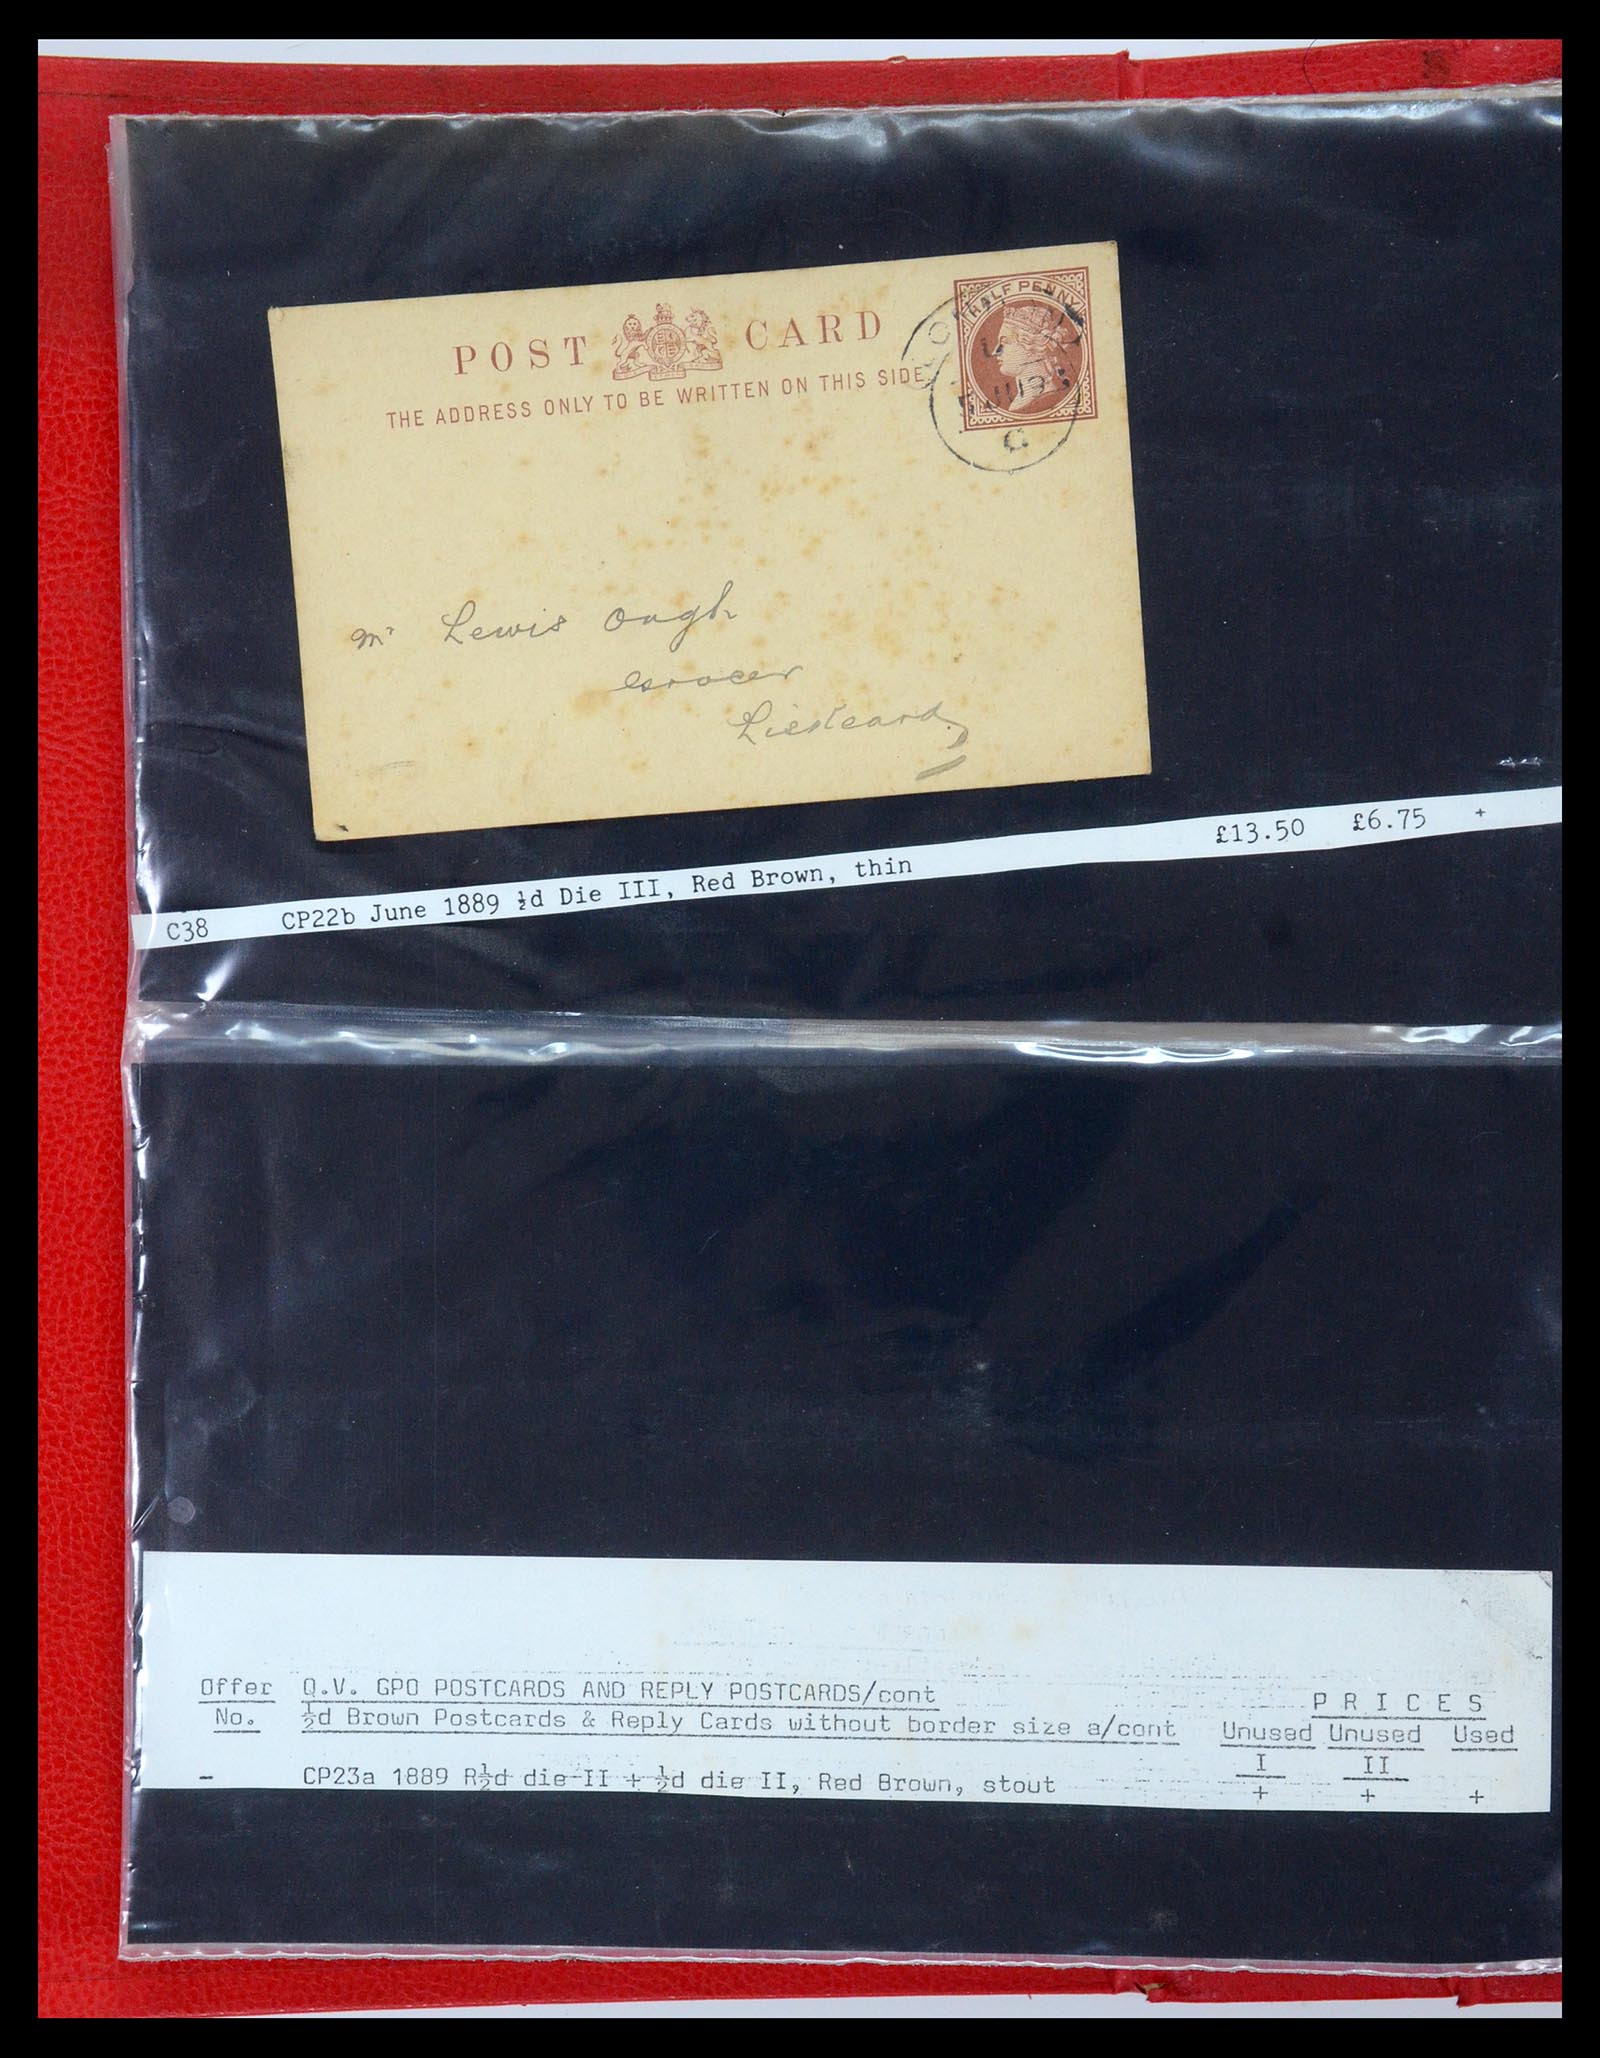 HALF PENNY
POST CARD
THE ADDRESS ONLY TO BE WRITTEN ON THIS SIDE
C
Mr Lewis Ough
Grocer
Liskeard
C38 CP22b June 1889 ½d Die III, Red Brown, thin £13.50 £6.75 +
Offer Q.V. GPO POSTCARDS AND REPLY POSTCARDS/cont P R I C E S
No. ½d Brown Postcards & Reply Cards without border size a/cont Unused Unused Used
I II
- CP23a 1889 R½d die II + ½d die II, Red Brown, stout + + +